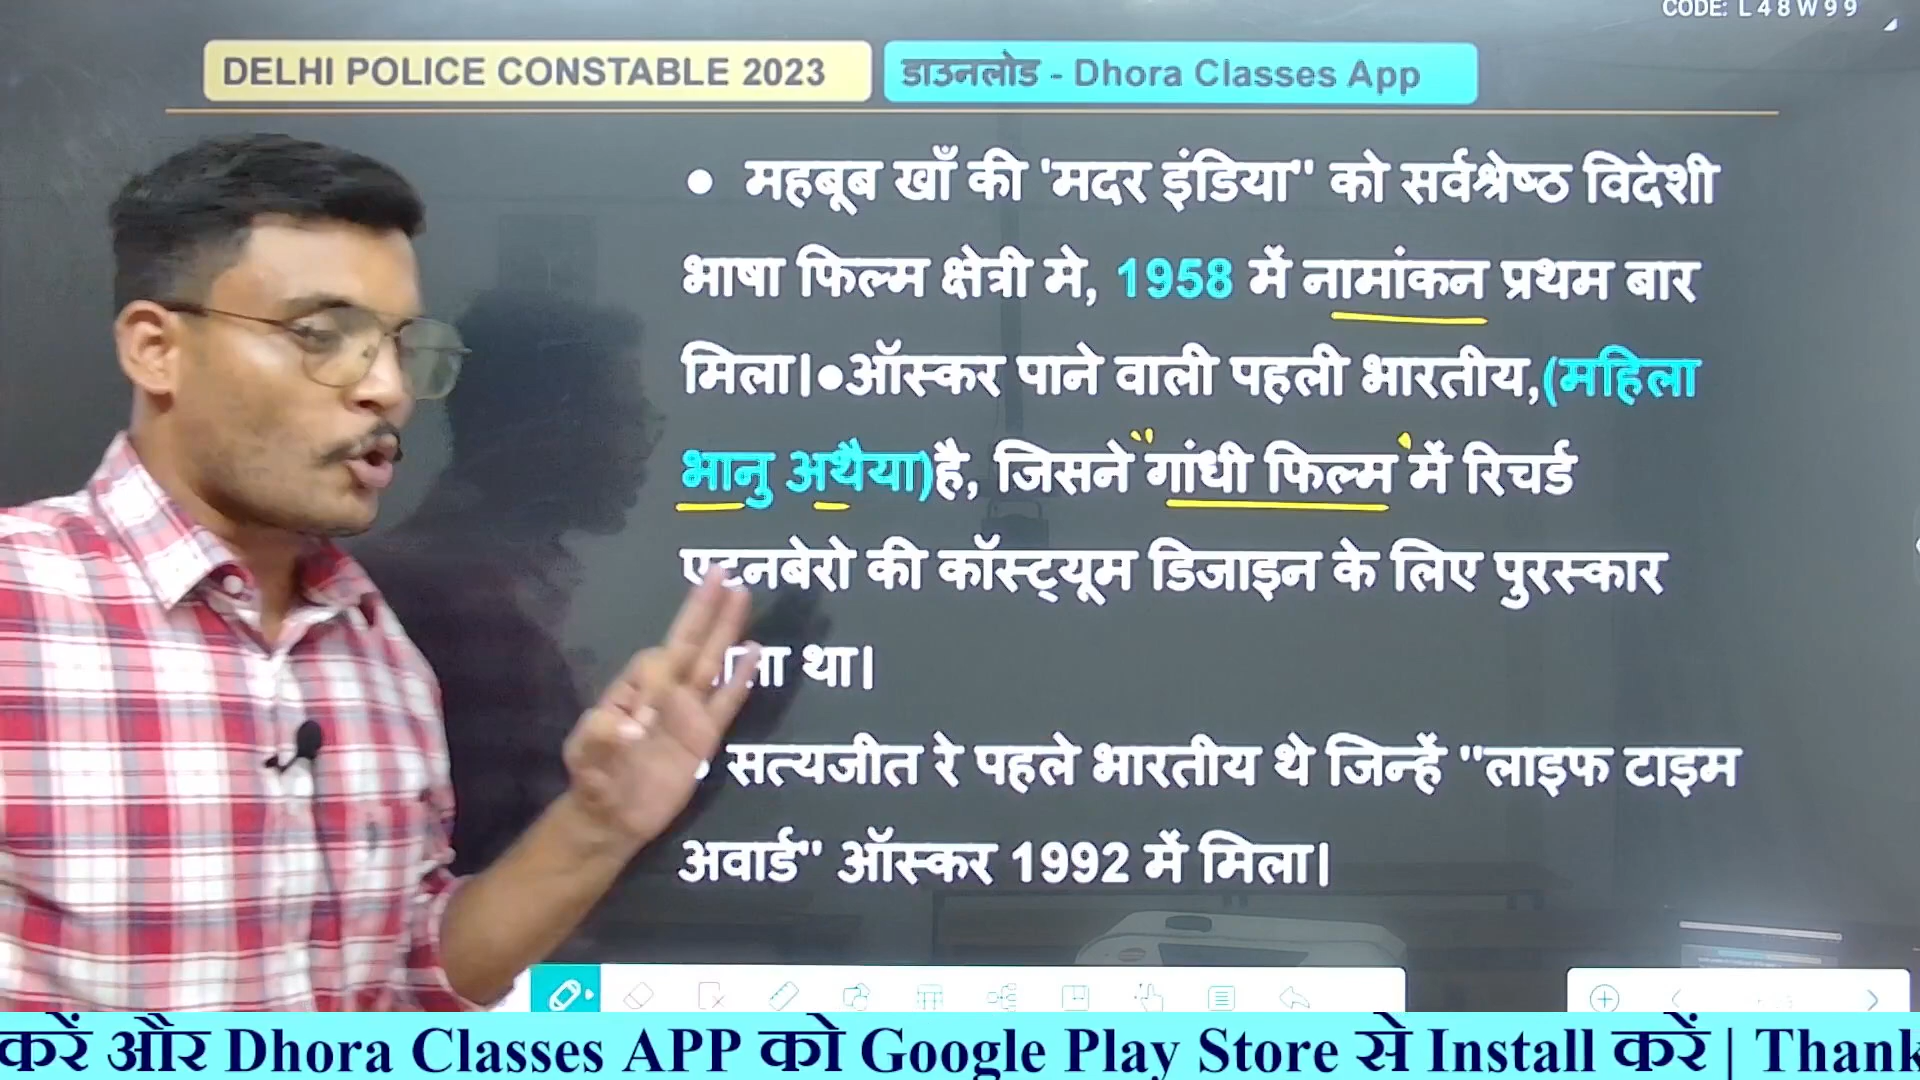 CODE: L48W99
DELHI POLICE CONSTABLE 2023
डाउनलोड - Dhora Classes App
● महबूब खाँ की 'मदर इंडिया" को सर्वश्रेष्ठ विदेशी
भाषा फिल्म क्षेत्री मे, 1958 में नामांकन प्रथम बार
मिला।●ऑस्कर पाने वाली पहली भारतीय,(महिला
भानु अथैया)है, जिसने गांधी फिल्म में रिचर्ड
एटनबेरो की कॉस्ट्यूम डिजाइन के लिए पुरस्कार
था।
● सत्यजीत रे पहले भारतीय थे जिन्हें "लाइफ टाइम
अवार्ड" ऑस्कर 1992 में मिला।
करें और Dhora Classes APP को Google Play Store से Install करें | Thank